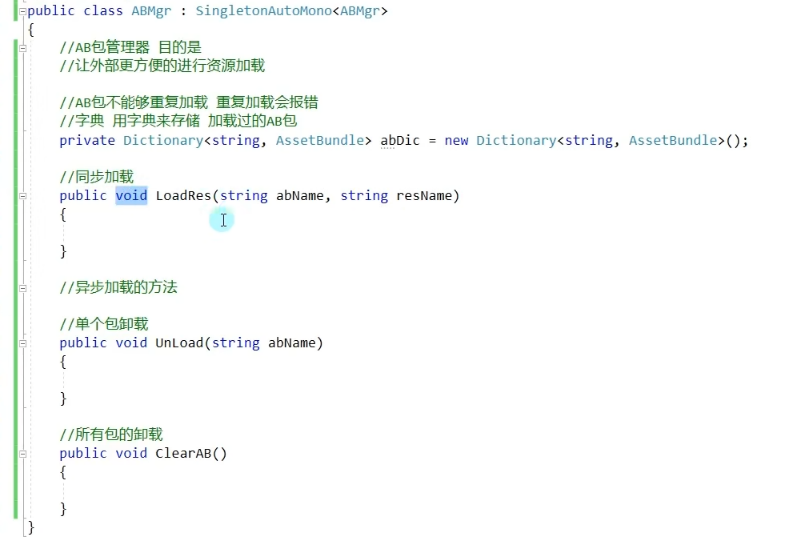 public class ABMgr : SingletonAutoMono<ABMgr>
{
//AB包管理器 目的是
//让外部更方便的进行资源加载
//AB包不能够重复加载 重复加载会报错
//字典 用字典来存储 加载过的AB包
private Dictionary<string, AssetBundle> abDic = new Dictionary<string, AssetBundle>();
//同步加载
public void LoadRes(string abName, string resName)
{
}
//异步加载的方法
//单个包卸载
public void UnLoad(string abName)
{
}
//所有包的卸载
public void ClearAB()
{
}
}